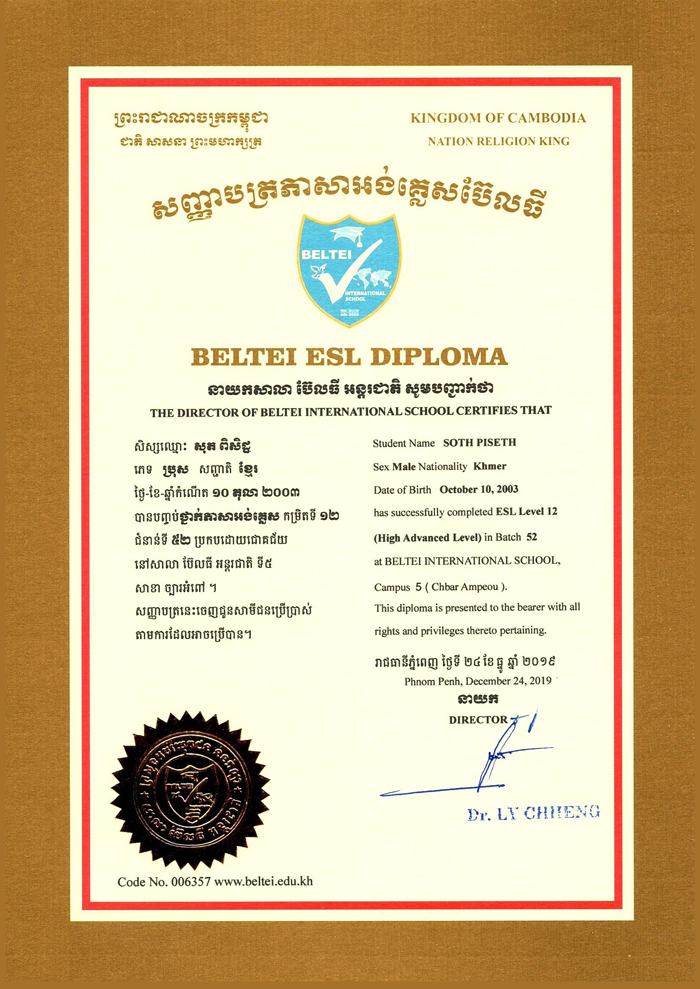 ព្រះរាជាណាចក្រកម្ពុជា
ជាតិ សាសនា ព្រះមហាក្សត្រ
KINGDOM OF CAMBODIA
NATION RELIGION KING
សញ្ញាបត្រភាសាអង់គ្លេសប៊ែលធី
BELTEI
INTERNATIONAL
SCHOOL
BELTEI ESL DIPLOMA
នាយកសាលា ប៊ែលធី អន្តរជាតិ សូមបញ្ជាក់ថា
THE DIRECTOR OF BELTEI INTERNATIONAL SCHOOL CERTIFIES THAT
សិស្សឈ្មោះ សុត ពិសិដ្ឋ
ភេទ ប្រុស សញ្ជាតិ ខ្មែរ
ថ្ងៃ-ខែ-ឆ្នាំកំណើត ១០ តុលា ២០០៣
បានបញ្ចប់ថ្នាក់ភាសាអង់គ្លេស កម្រិតទី ១២
ជំនាន់ទី ៥២ ប្រកបដោយជោគជ័យ
នៅសាលា ប៊ែលធី អន្តរជាតិ ទី៥
សាខា ច្បារអំពៅ ។
សញ្ញាបត្រនេះចេញជូនសាមីជនប្រើប្រាស់
តាមការដែលអាចប្រើបាន។
Student Name SOTH PISETH
Sex Male Nationality Khmer
Date of Birth October 10, 2003
has successfully completed ESL Level 12
(High Advanced Level) in Batch 52
at BELTEI INTERNATIONAL SCHOOL,
Campus 5 ( Chbar Ampeou ).
This diploma is presented to the bearer with all
rights and privileges thereto pertaining.
រាជធានីភ្នំពេញ ថ្ងៃទី ២៤ ខែ ធ្នូ ឆ្នាំ ២០១៩
Phnom Penh, December 24, 2019
នាយក
DIRECTOR
Dr. LY CHHENG
Code No. 006357 www.beltei.edu.kh